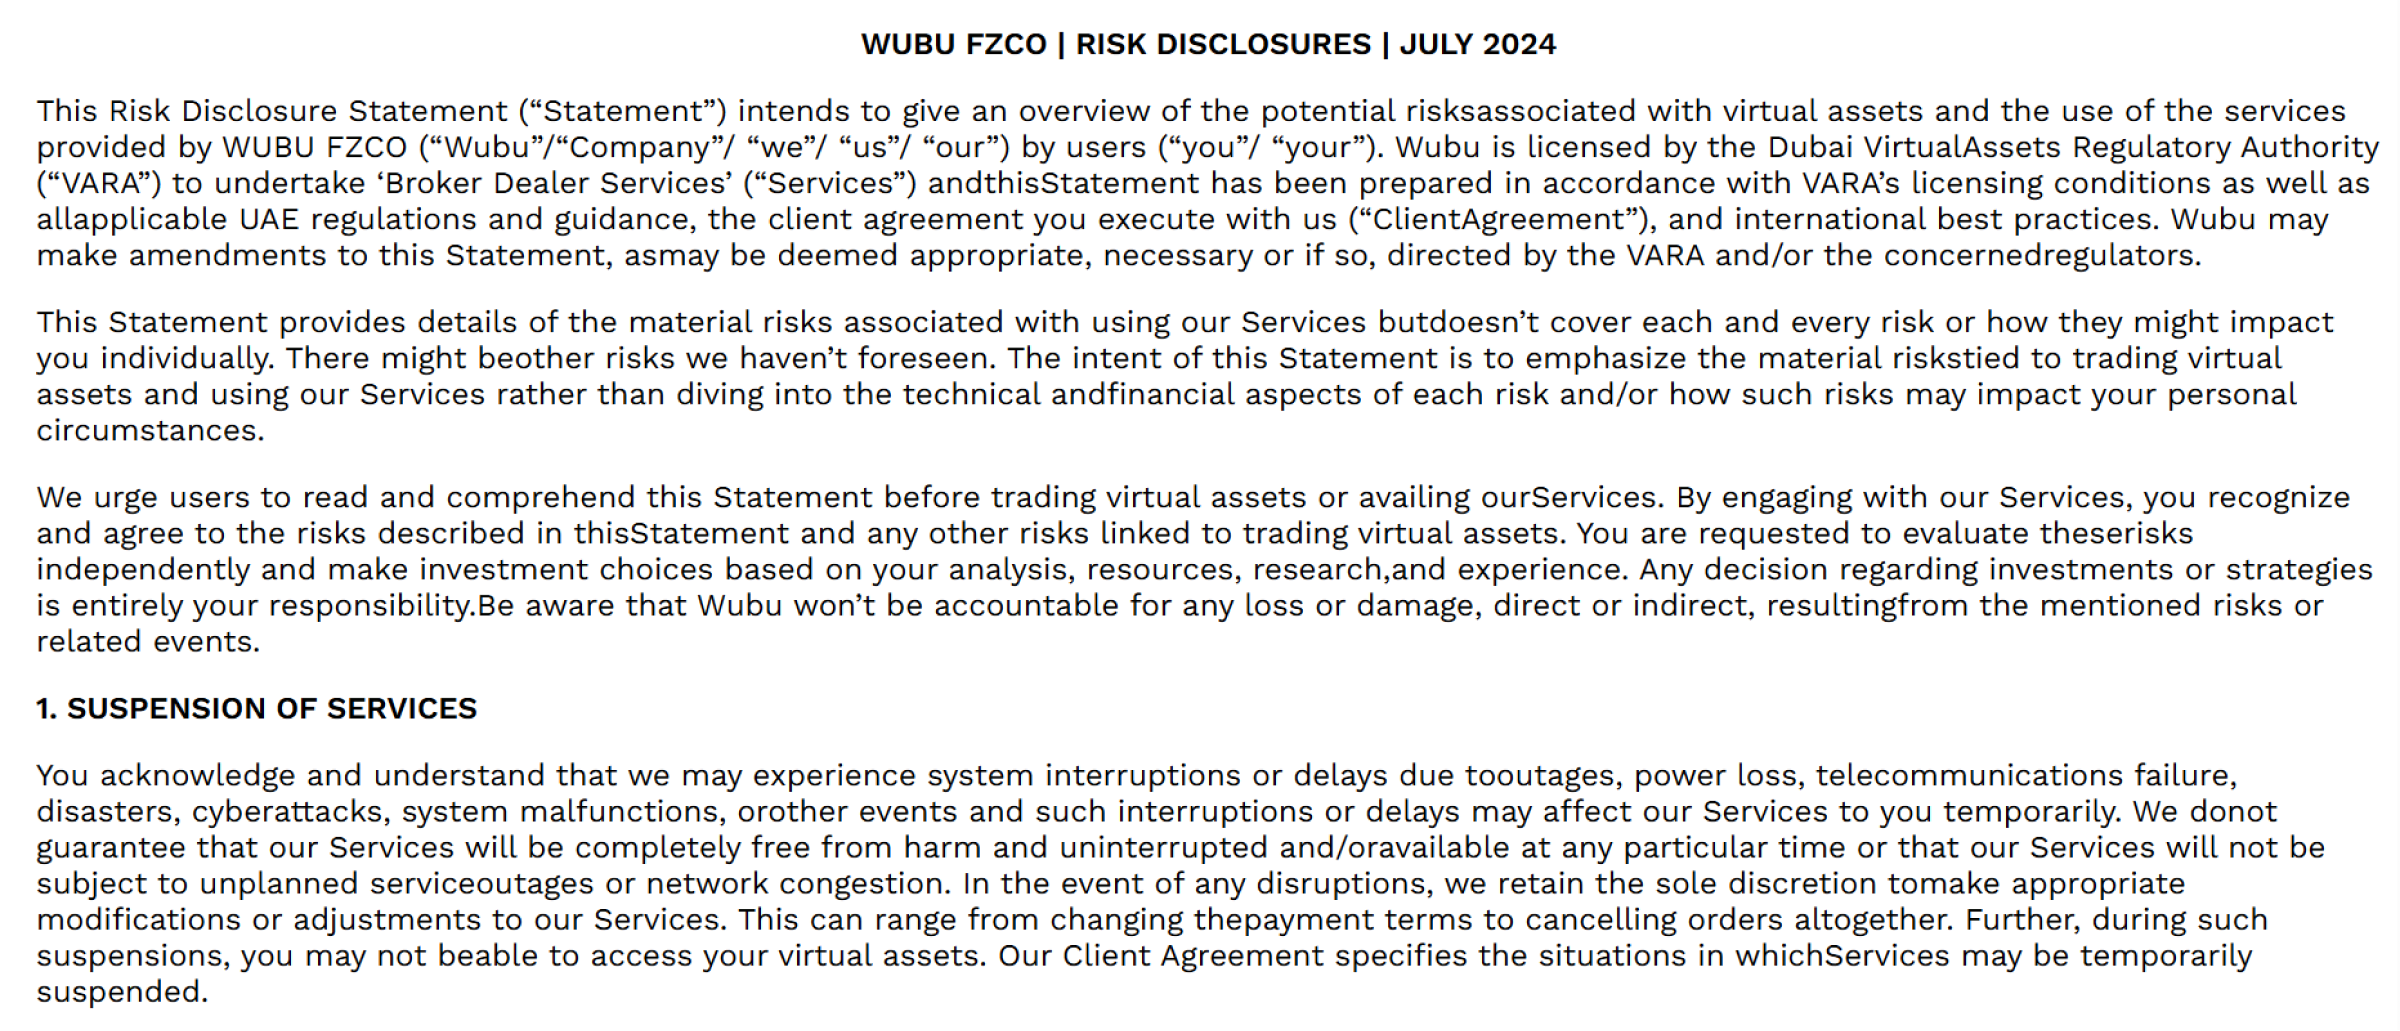 WUBU FZCO | RISK DISCLOSURES | JULY 2024
This Risk Disclosure Statement (“Statement”) intends to give an overview of the potential risksassociated with virtual assets and the use of the services
provided by WUBU FZCO (“Wubu”/“Company”/ “we”/ “us”/ “our”) by users (“you”/ “your”). Wubu is licensed by the Dubai VirtualAssets Regulatory Authority
(“VARA”) to undertake ‘Broker Dealer Services’ (“Services”) andthisStatement has been prepared in accordance with VARA’s licensing conditions as well as
allapplicable UAE regulations and guidance, the client agreement you execute with us (“ClientAgreement”), and international best practices. Wubu may
make amendments to this Statement, asmay be deemed appropriate, necessary or if so, directed by the VARA and/or the concernedregulators.
This Statement provides details of the material risks associated with using our Services butdoesn’t cover each and every risk or how they might impact
you individually. There might beother risks we haven’t foreseen. The intent of this Statement is to emphasize the material riskstied to trading virtual
assets and using our Services rather than diving into the technical andfinancial aspects of each risk and/or how such risks may impact your personal
circumstances.
We urge users to read and comprehend this Statement before trading virtual assets or availing ourServices. By engaging with our Services, you recognize
and agree to the risks described in thisStatement and any other risks linked to trading virtual assets. You are requested to evaluate theserisks
independently and make investment choices based on your analysis, resources, research,and experience. Any decision regarding investments or strategies
is entirely your responsibility.Be aware that Wubu won’t be accountable for any loss or damage, direct or indirect, resultingfrom the mentioned risks or
related events.
1. SUSPENSION OF SERVICES
You acknowledge and understand that we may experience system interruptions or delays due tooutages, power loss, telecommunications failure,
disasters, cyberattacks, system malfunctions, orother events and such interruptions or delays may affect our Services to you temporarily. We donot
guarantee that our Services will be completely free from harm and uninterrupted and/oravailable at any particular time or that our Services will not be
subject to unplanned serviceoutages or network congestion. In the event of any disruptions, we retain the sole discretion tomake appropriate
modifications or adjustments to our Services. This can range from changing thepayment terms to cancelling orders altogether. Further, during such
suspensions, you may not beable to access your virtual assets. Our Client Agreement specifies the situations in whichServices may be temporarily
suspended.